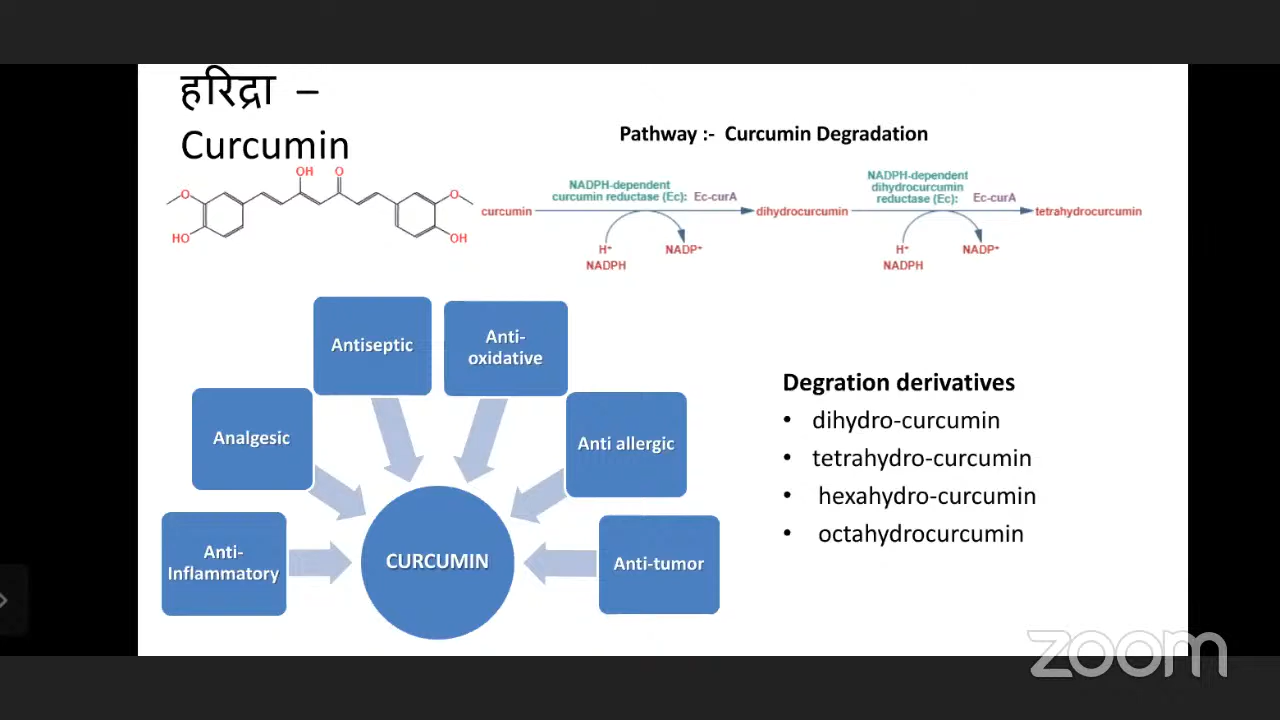 हरिद्रा –
Curcumin
Pathway :- Curcumin Degradation
OH
O
O
HO
O
OH
curcumin
NADPH-dependent
curcumin reductase (Ec): Ec-curA
H⁺
NADPH
NADP⁺
dihydrocurcumin
NADPH-dependent
dihydrocurcumin
reductase (Ec): Ec-curA
H⁺
NADPH
NADP⁺
tetrahydrocurcumin
Antiseptic
Anti-
oxidative
Analgesic
Anti allergic
Anti-
Inflammatory
CURCUMIN
Anti-tumor
Degration derivatives
• dihydro-curcumin
• tetrahydro-curcumin
• hexahydro-curcumin
• octahydrocurcumin
zoom